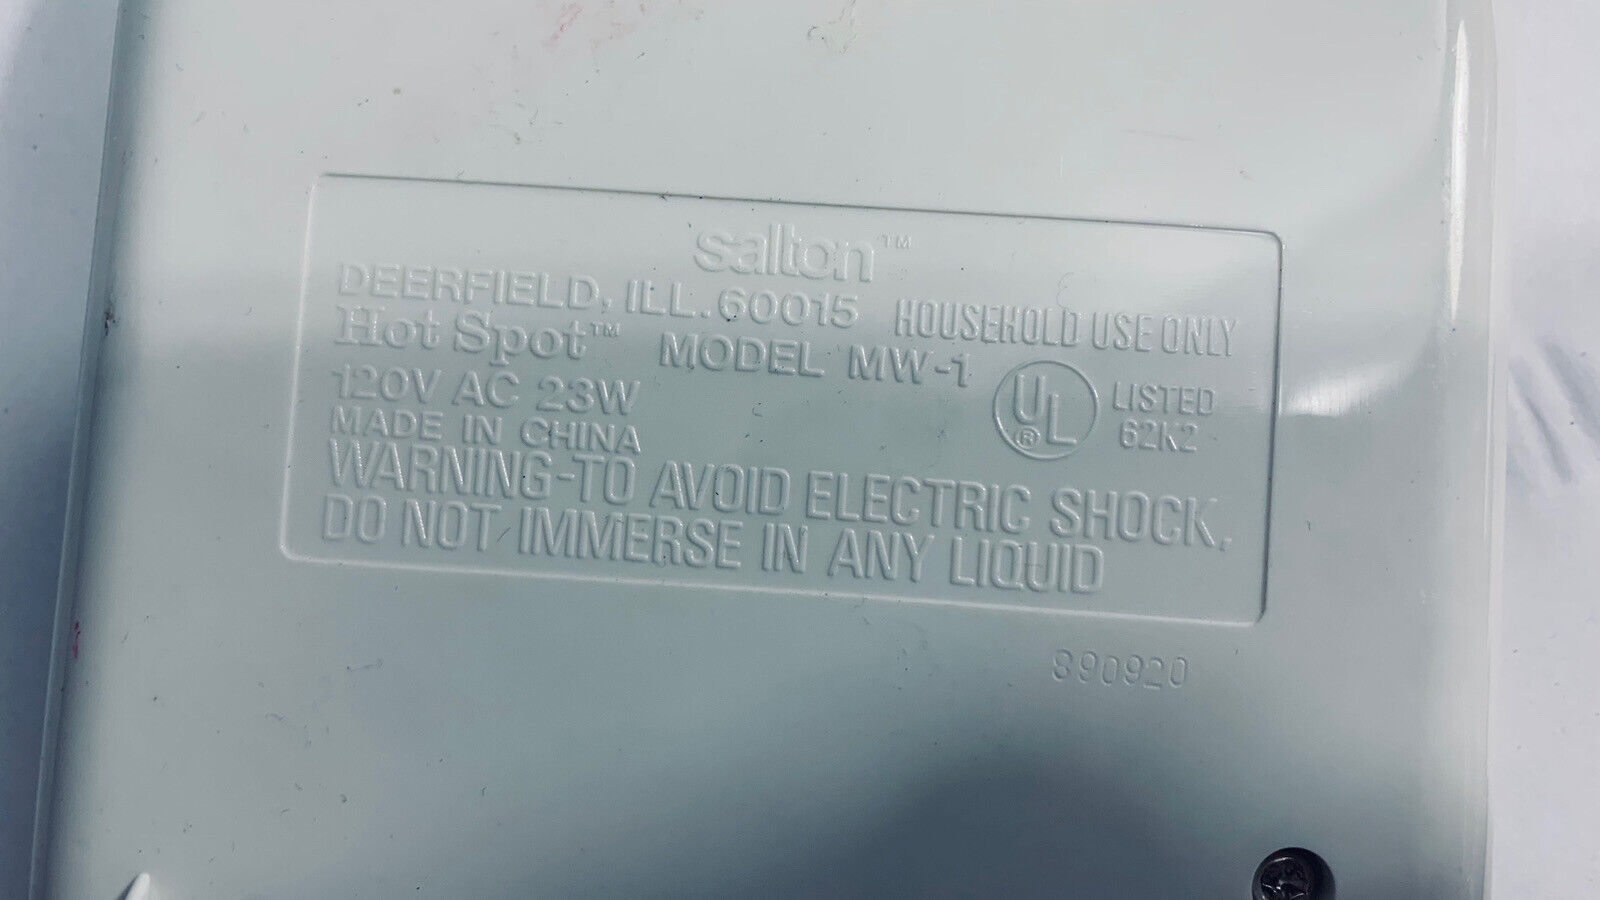 salton™
DEERFIELD, ILL. 60015 HOUSEHOLD USE ONLY
Hot Spot™ MODEL MW-1
120V AC 23W UL® LISTED
MADE IN CHINA 62K2
WARNING-TO AVOID ELECTRIC SHOCK,
DO NOT IMMERSE IN ANY LIQUID
890920